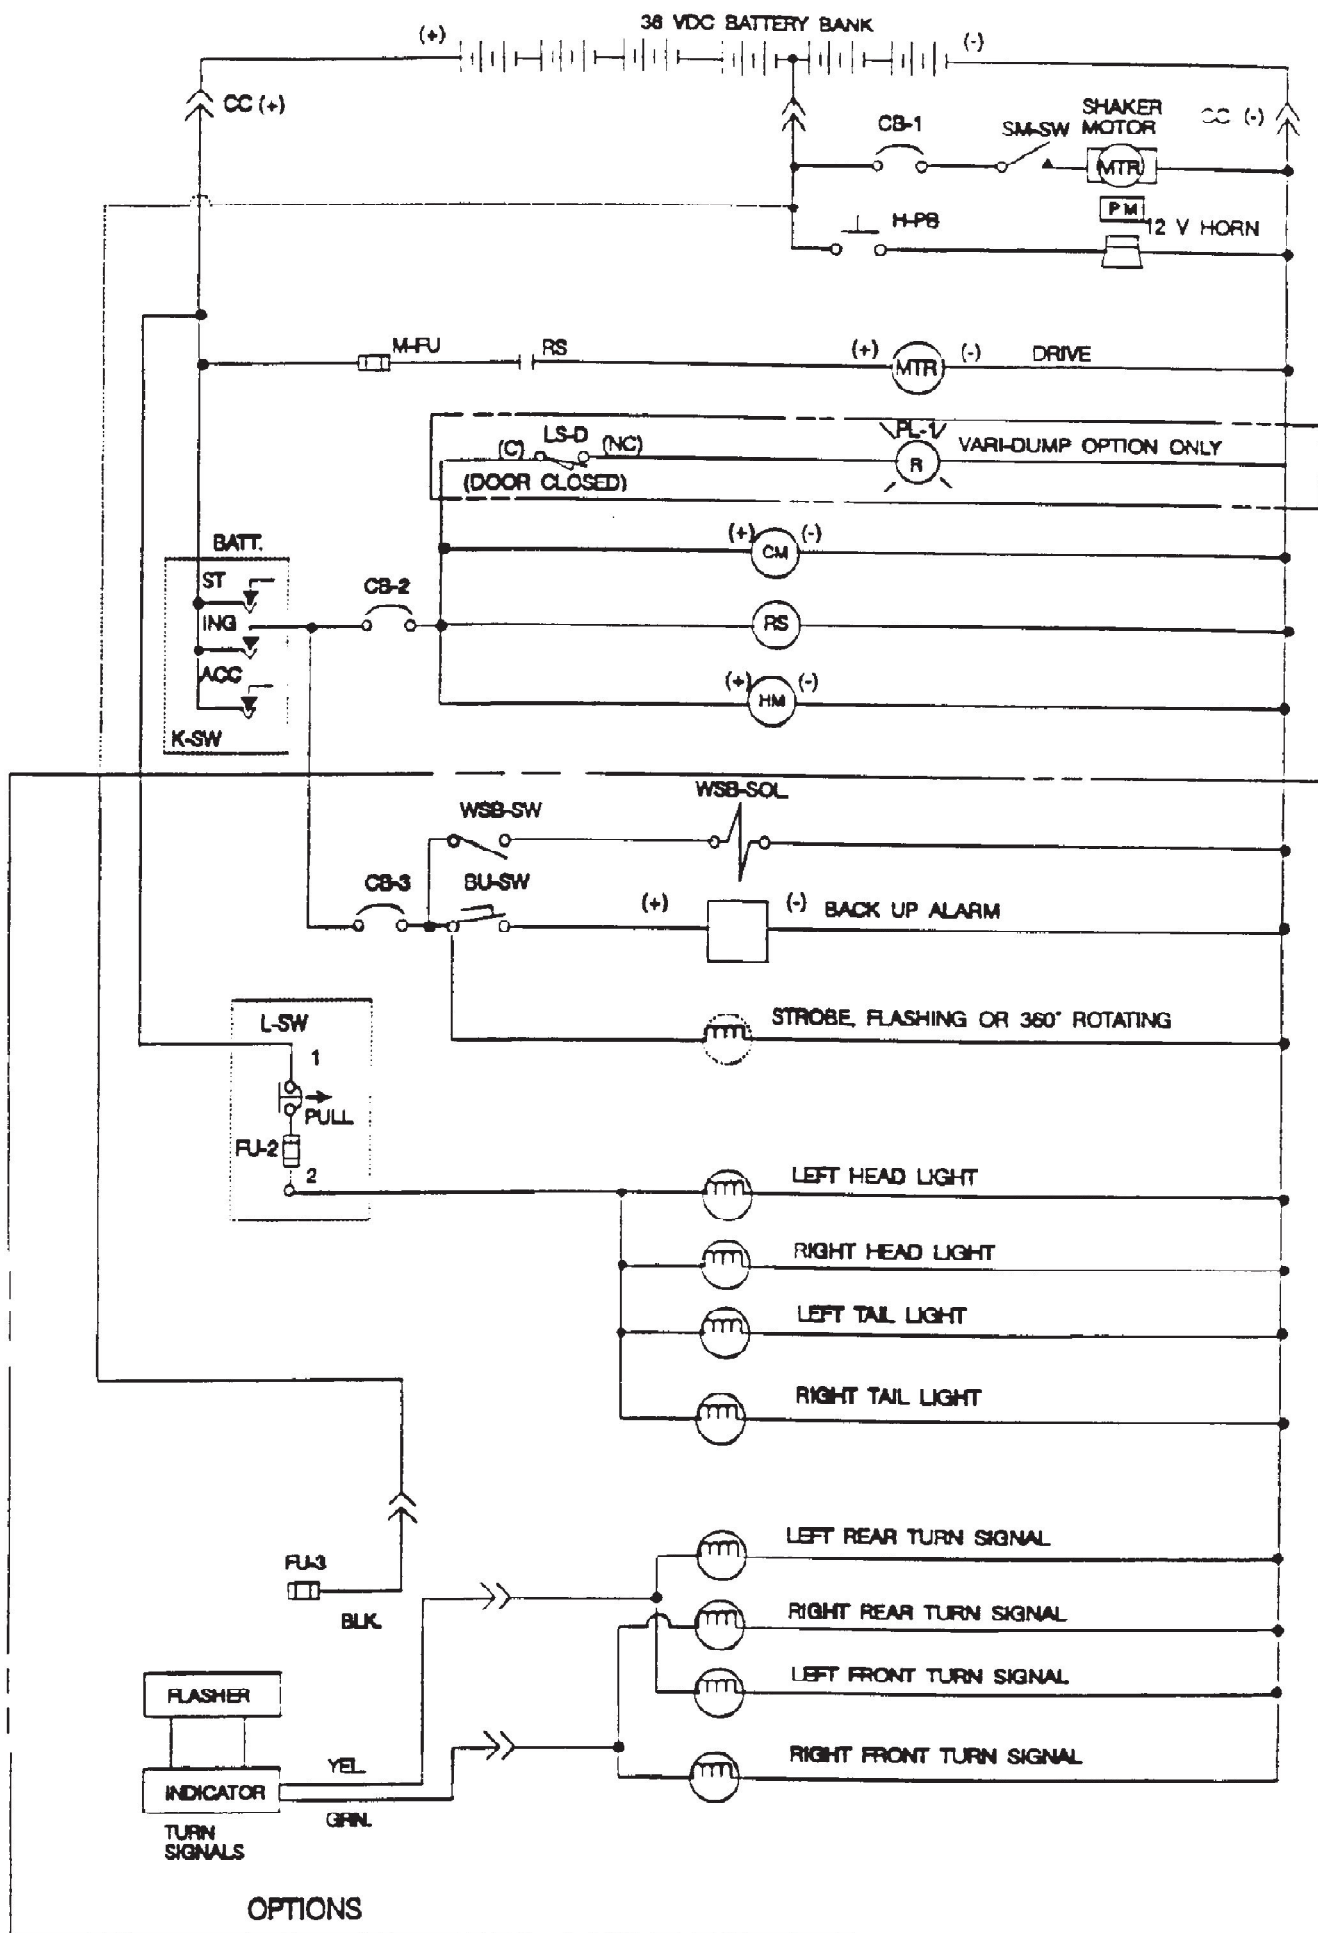 36 VDC BATTERY BANK
(+)
(-)
CC (+)
CC (-)
CB-1
SM-SW
SHAKER
MOTOR
MTR
PM
H-PB
12 V HORN
M-FU
RS
(+)
MTR
(-)
DRIVE
(C)
LS-D
(NC)
(DOOR CLOSED)
PL-1
R
VARI-DUMP OPTION ONLY
(+)
CM
(-)
BATT.
ST
ING
ACC
K-SW
CB-2
RS
(+)
HM
(-)
WSB-SW
WSB-SOL
CB-3
BU-SW
(+)
(-)
BACK UP ALARM
STROBE, FLASHING OR 360° ROTATING
L-SW
1
PULL
FU-2
2
LEFT HEAD LIGHT
RIGHT HEAD LIGHT
LEFT TAIL LIGHT
RIGHT TAIL LIGHT
FU-3
BLK.
LEFT REAR TURN SIGNAL
RIGHT REAR TURN SIGNAL
LEFT FRONT TURN SIGNAL
RIGHT FRONT TURN SIGNAL
FLASHER
INDICATOR
YEL.
GRN.
TURN
SIGNALS
OPTIONS